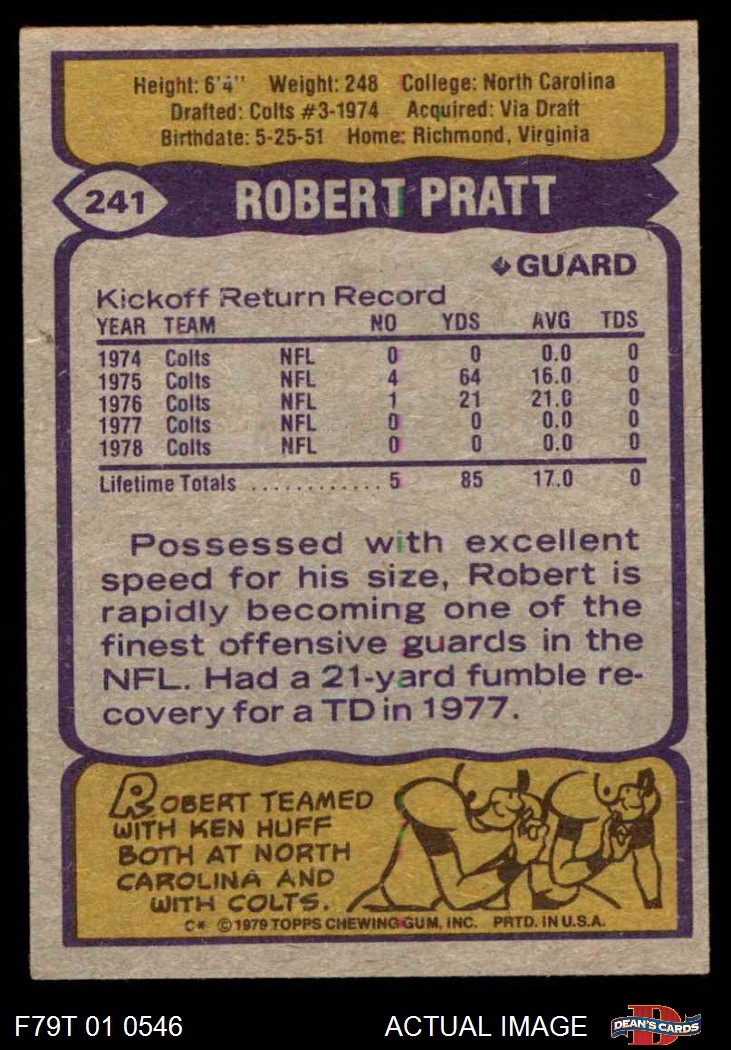 Height: 6'4" Weight: 248 College: North Carolina
Drafted: Colts #3-1974 Acquired: Via Draft
Birthdate: 5-25-51 Home: Richmond, Virginia
241 ROBERT PRATT
GUARD
Kickoff Return Record
YEAR TEAM NO YDS AVG TDS
1974 Colts NFL 0 0 0.0 0
1975 Colts NFL 4 64 16.0 0
1976 Colts NFL 1 21 21.0 0
1977 Colts NFL 0 0 0.0 0
1978 Colts NFL 0 0 0.0 0
Lifetime Totals ............ 5 85 17.0 0
Possessed with excellent
speed for his size, Robert is
rapidly becoming one of the
finest offensive guards in the
NFL. Had a 21-yard fumble re-
covery for a TD in 1977.
ROBERT TEAMED
WITH KEN HUFF
BOTH AT NORTH
CAROLINA AND
WITH COLTS.
C* © 1979 TOPPS CHEWING GUM, INC. PRTD. IN U.S.A.
F79T 01 0546 ACTUAL IMAGE D DEAN'S CARDS